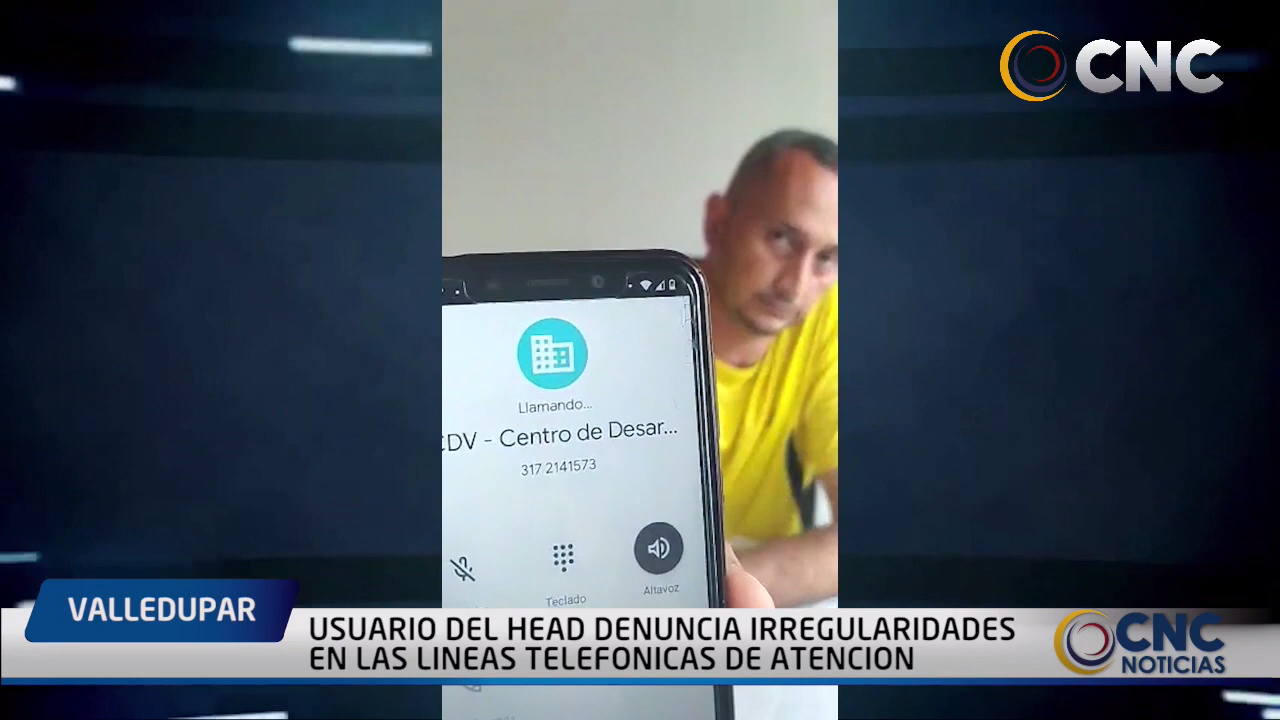 CNC
Llamando...
CDV - Centro de Desar...
317 2141573
Teclado
Altavoz
VALLEDUPAR
USUARIO DEL HEAD DENUNCIA IRREGULARIDADES
EN LAS LINEAS TELEFONICAS DE ATENCION
CNC
NOTICIAS